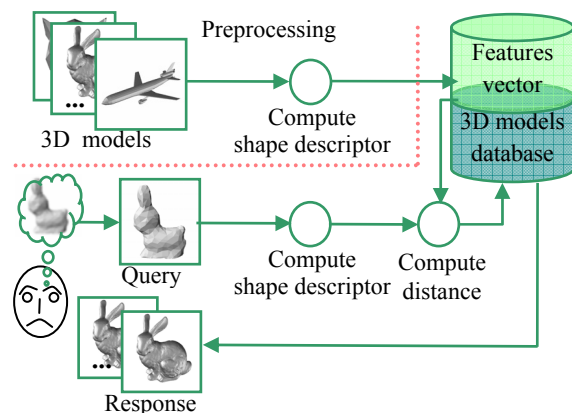 Preprocessing
Features
vector
3D models
database
...
3D models
Compute
shape descriptor
Query
Compute
shape descriptor
Compute
distance
...
Response